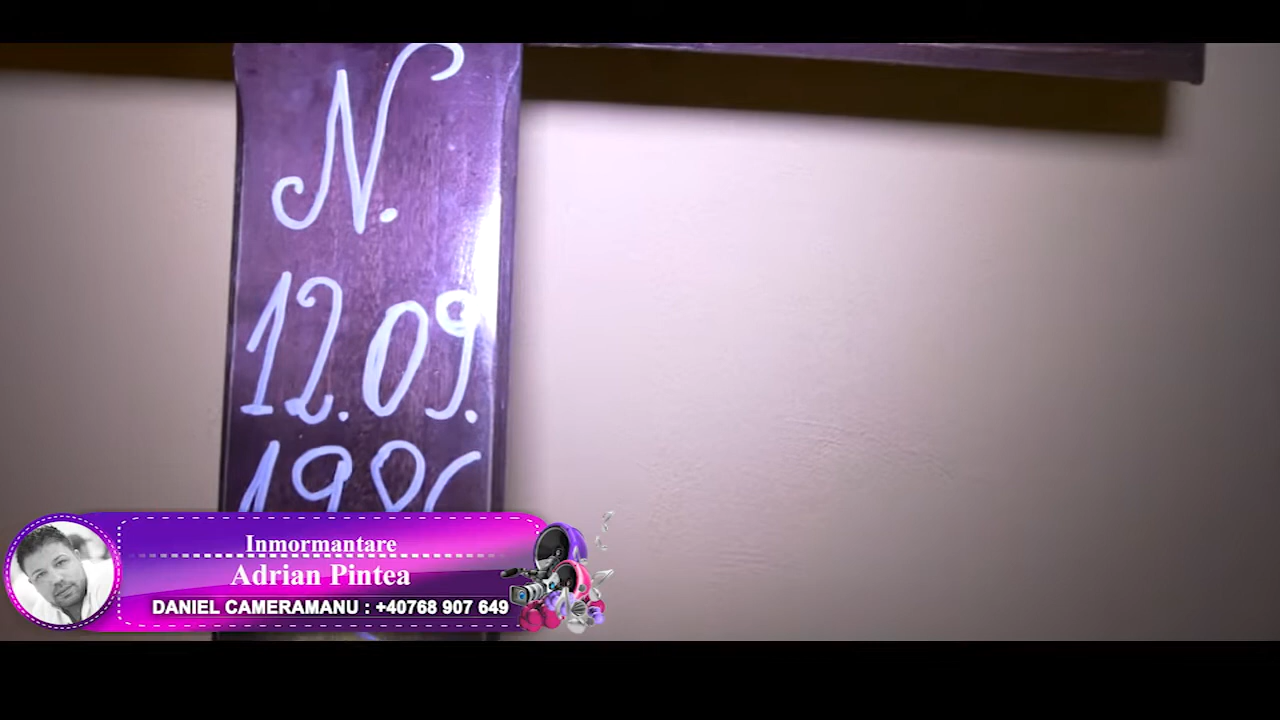 N.
12.09.
Inmormantare
Adrian Pintea
DANIEL CAMERAMANU : +40768 907 649